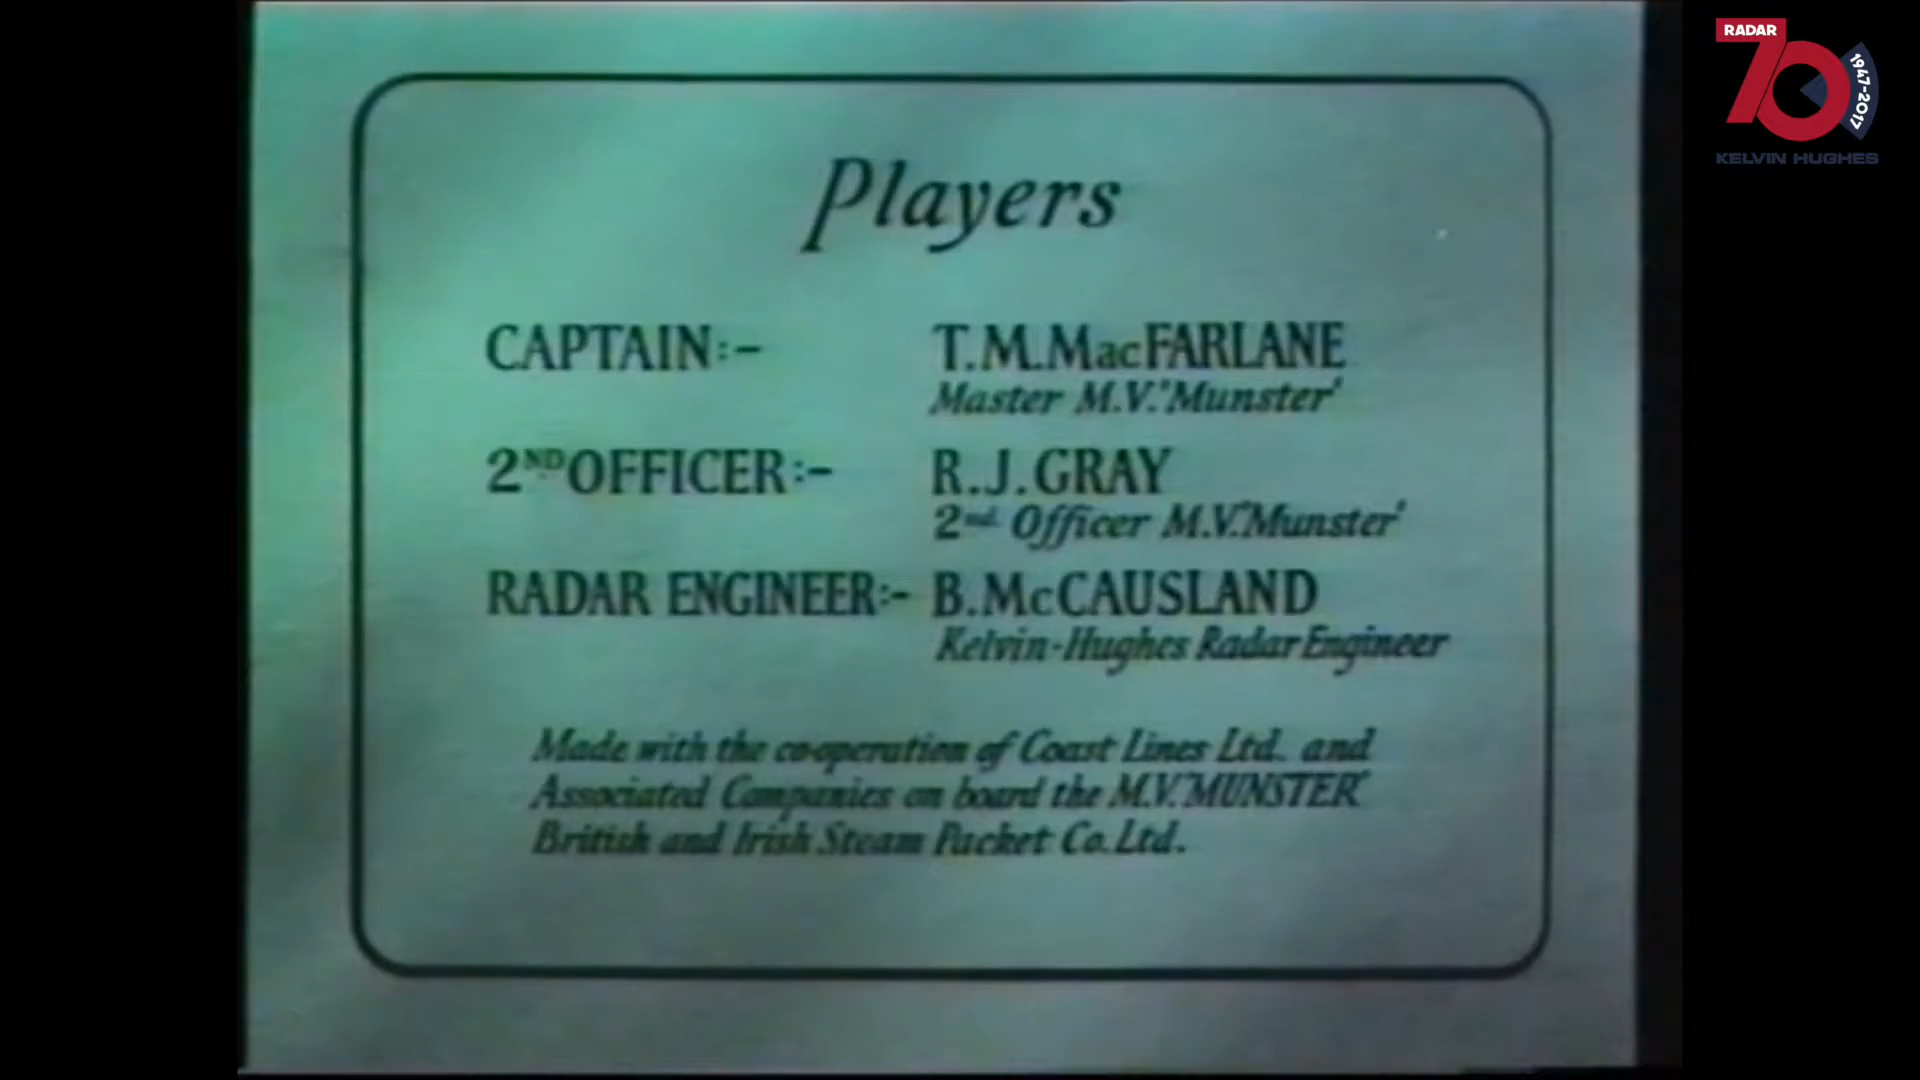 RADAR
70
1947-2017
KELVIN HUGHES
Players
CAPTAIN:- T.M.MacFARLANE
Master M.V."Munster"
2ND OFFICER:- R.J.GRAY
2nd. Officer M.V."Munster"
RADAR ENGINEER:- B.McCAUSLAND
Kelvin-Hughes Radar Engineer
Made with the co-operation of Coast Lines Ltd. and
Associated Companies on board the M.V."MUNSTER"
British and Irish Steam Packet Co.Ltd.